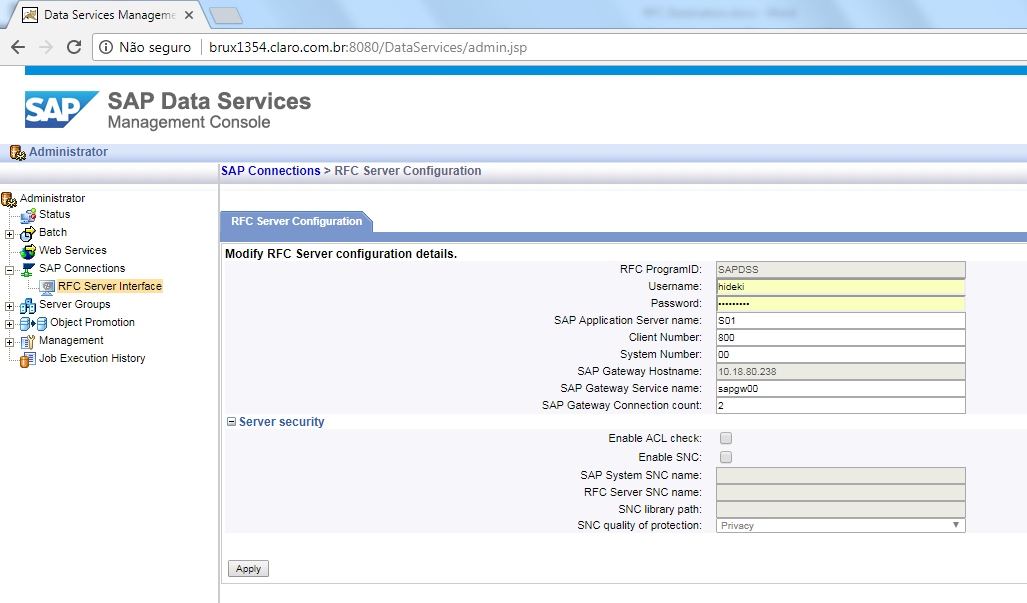 Data Services Manageme
Não seguro | brux1354.claro.com.br:8080/DataServices/admin.jsp
SAP
SAP Data Services
Management Console
Administrator
SAP Connections > RFC Server Configuration
Administrator
Status
Batch
Web Services
SAP Connections
RFC Server Interface
Server Groups
Object Promotion
Management
Job Execution History
RFC Server Configuration
Modify RFC Server configuration details.
RFC ProgramID: SAPDSS
Username: hideki
Password: •••••••••
SAP Application Server name: S01
Client Number: 800
System Number: 00
SAP Gateway Hostname: 10.18.80.238
SAP Gateway Service name: sapgw00
SAP Gateway Connection count: 2
Server security
Enable ACL check:
Enable SNC:
SAP System SNC name:
RFC Server SNC name:
SNC library path:
SNC quality of protection: Privacy
Apply